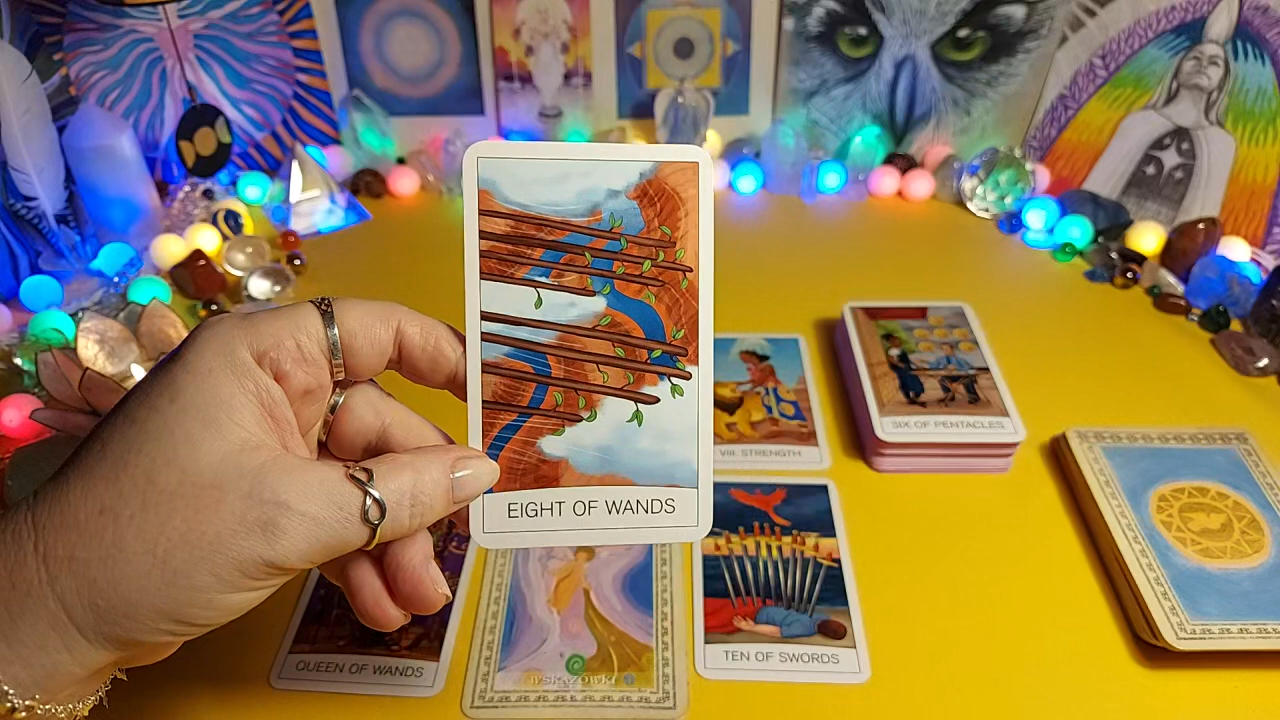 EIGHT OF WANDS
VIII. STRENGTH
SIX OF PENTACLES
QUEEN OF WANDS
WSKAZÓWKI
TEN OF SWORDS